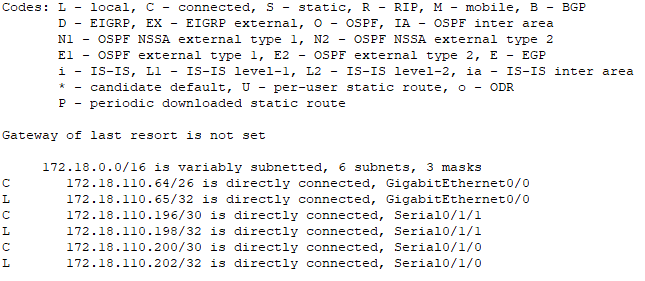 Codes: L - local, C - connected, S - static, R - RIP, M - mobile, B - BGP
D - EIGRP, EX - EIGRP external, O - OSPF, IA - OSPF inter area
N1 - OSPF NSSA external type 1, N2 - OSPF NSSA external type 2
E1 - OSPF external type 1, E2 - OSPF external type 2, E - EGP
i - IS-IS, L1 - IS-IS level-1, L2 - IS-IS level-2, ia - IS-IS inter area
* - candidate default, U - per-user static route, o - ODR
P - periodic downloaded static route
Gateway of last resort is not set
172.18.0.0/16 is variably subnetted, 6 subnets, 3 masks
C 172.18.110.64/26 is directly connected, GigabitEthernet0/0
L 172.18.110.65/32 is directly connected, GigabitEthernet0/0
C 172.18.110.196/30 is directly connected, Serial0/1/1
L 172.18.110.198/32 is directly connected, Serial0/1/1
C 172.18.110.200/30 is directly connected, Serial0/1/0
L 172.18.110.202/32 is directly connected, Serial0/1/0